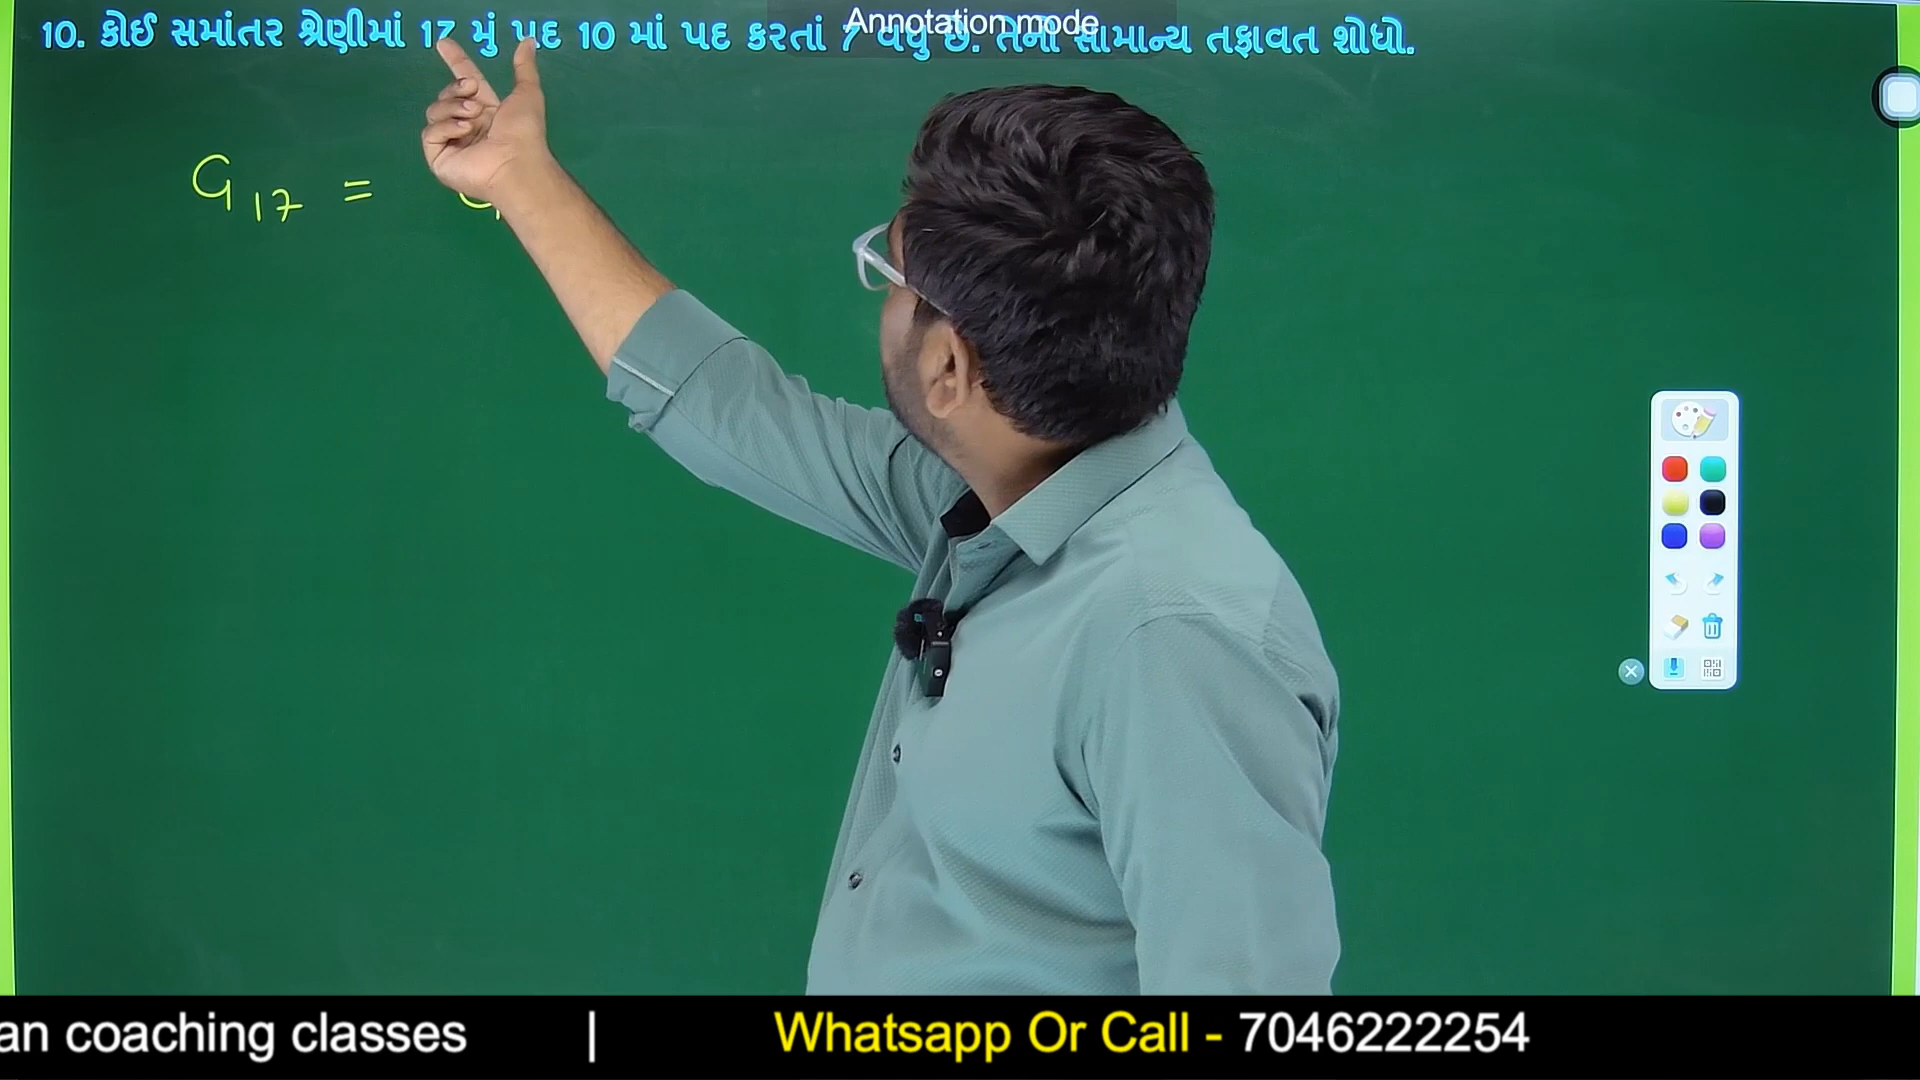 Annotation mode
10. કોઈ સમાંતર શ્રેણીમાં 17 મું પદ 10 માં પદ કરતાં 7 વધુ છે. તેનો સામાન્ય તફાવત શોધો.
a₁₇ =
an coaching classes | Whatsapp Or Call - 7046222254